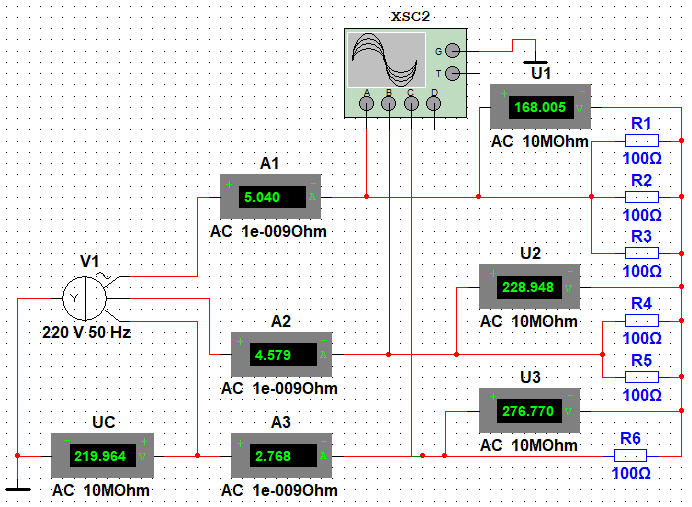 XSC2
G
T
A B C D
U1
+ -
168.005 V
AC 10MOhm
R1
100Ω
R2
100Ω
R3
100Ω
A1
+ -
5.040 A
AC 1e-009Ohm
V1
Y
220 V 50 Hz
U2
+ -
228.948 V
AC 10MOhm
R4
100Ω
R5
100Ω
A2
+ -
4.579 A
AC 1e-009Ohm
U3
+ -
276.770 V
AC 10MOhm
R6
100Ω
UC
- +
219.964 V
AC 10MOhm
A3
+ -
2.768 A
AC 1e-009Ohm